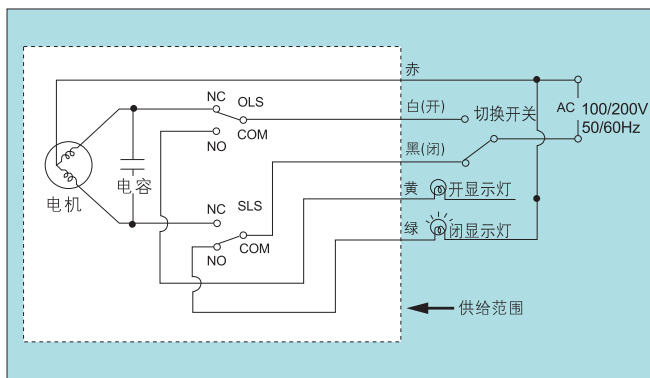 赤
NC OLS
白(开)
切换开关
AC 100/200V
50/60Hz
COM
NO
黑(闭)
电容
电机
黄
开显示灯
NC SLS
绿
闭显示灯
COM
NO
供给范围